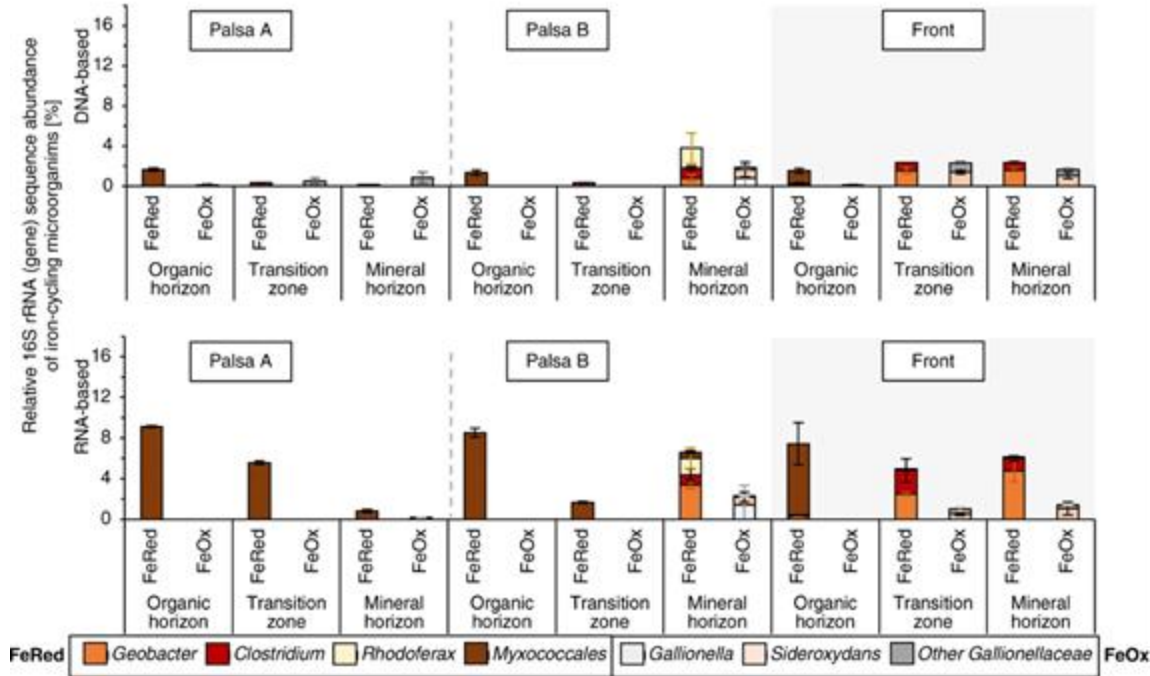 Relative 16S rRNA (gene) sequence abundance
of iron-cycling microorganims [%]
DNA-based
16
12
8
4
0
Palsa A
Palsa B
Front
FeRed FeOx FeRed FeOx FeRed FeOx FeRed FeOx FeRed FeOx FeRed FeOx FeRed FeOx FeRed FeOx FeRed FeOx
Organic Transition Mineral Organic Transition Mineral Organic Transition Mineral
horizon zone horizon horizon zone horizon horizon zone horizon
RNA-based
16
12
8
4
0
Palsa A
Palsa B
Front
FeRed FeOx FeRed FeOx FeRed FeOx FeRed FeOx FeRed FeOx FeRed FeOx FeRed FeOx FeRed FeOx FeRed FeOx
Organic Transition Mineral Organic Transition Mineral Organic Transition Mineral
horizon zone horizon horizon zone horizon horizon zone horizon
FeRed Geobacter Clostridium Rhodoferax Myxococcales Gallionella Sideroxydans Other Gallionellaceae FeOx